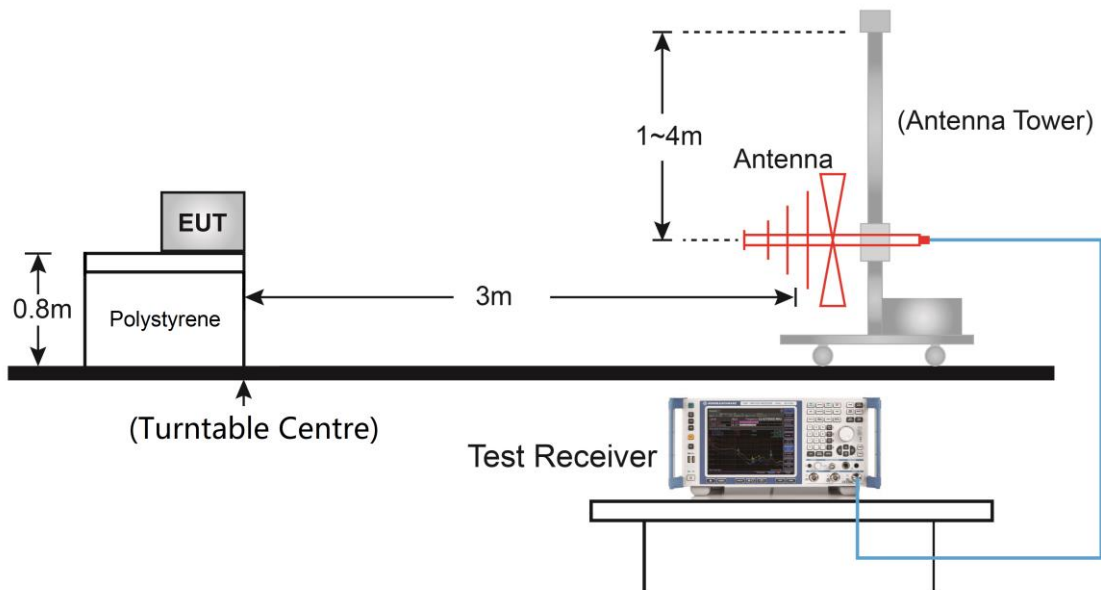 1~4m
(Antenna Tower)
Antenna
EUT
3m
0.8m
Polystyrene
(Turntable Centre)
Test Receiver